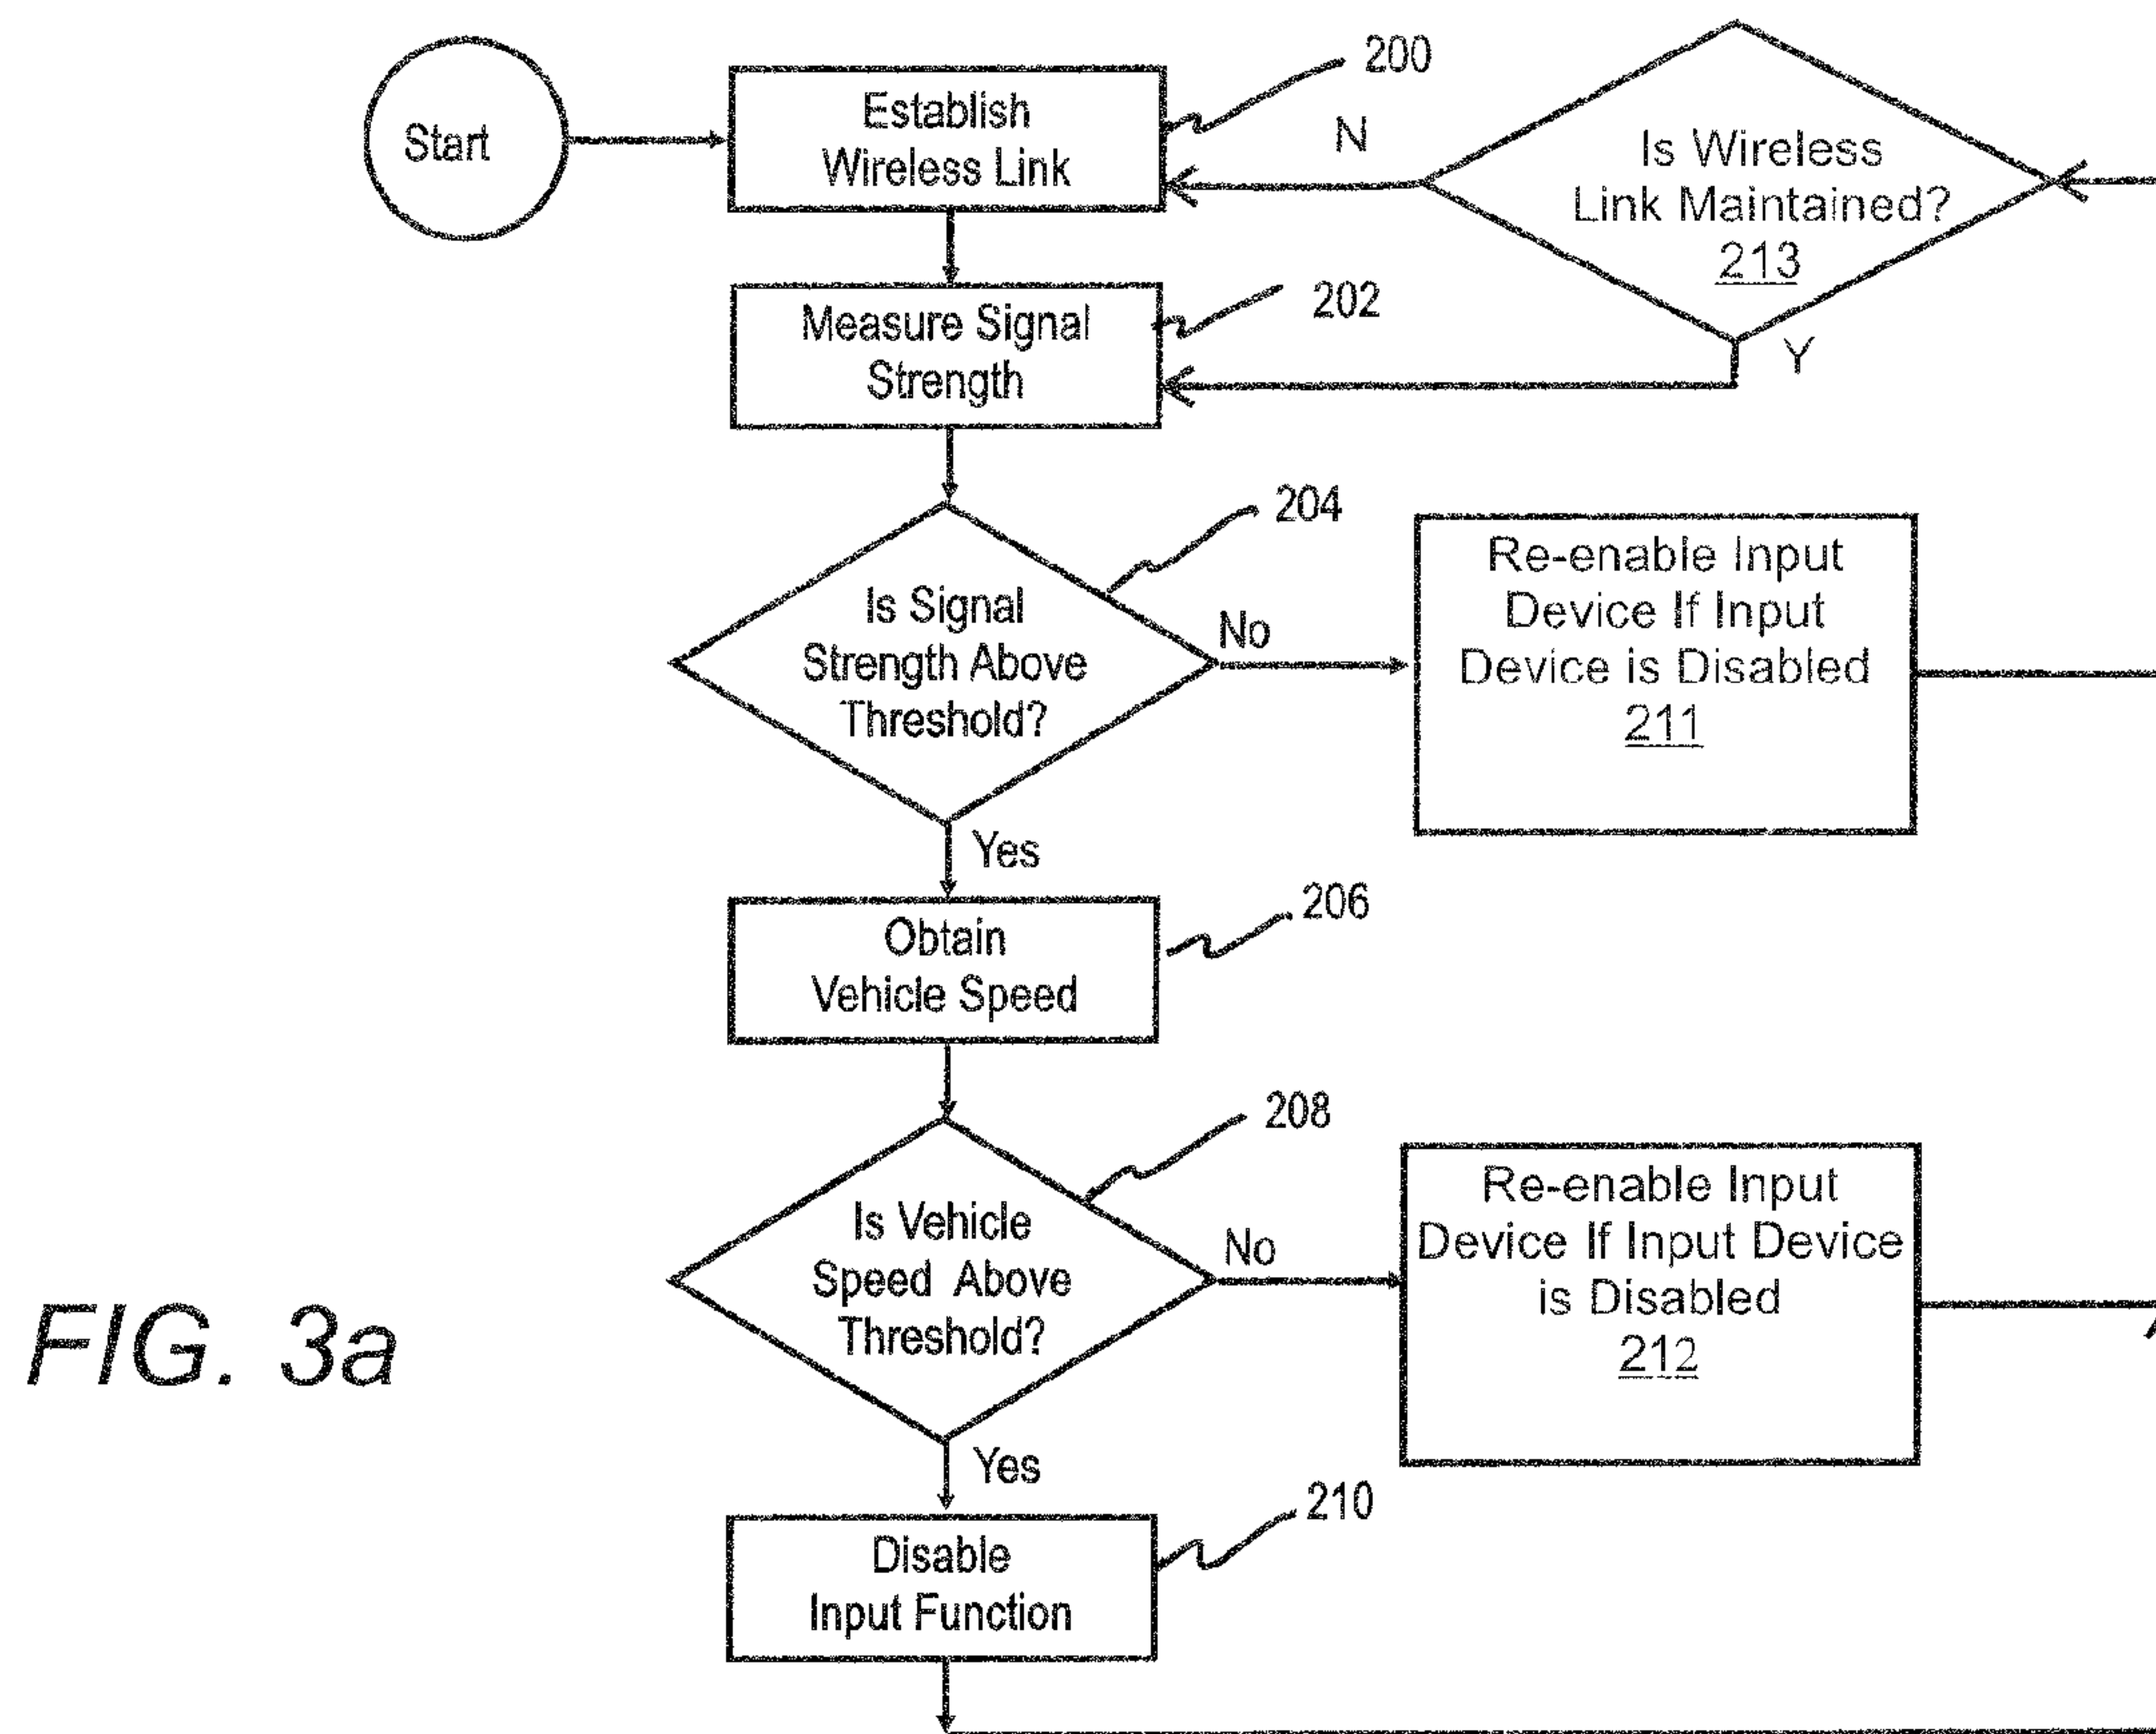 Start
Establish
Wireless Link
200
N
Is Wireless
Link Maintained?
213
Y
Measure Signal
Strength
202
Is Signal
Strength Above
Threshold?
204
No
Re-enable Input
Device If Input
Device is Disabled
211
Yes
Obtain
Vehicle Speed
206
Is Vehicle
Speed Above
Threshold?
208
No
Re-enable Input
Device If Input Device
is Disabled
212
Yes
Disable
Input Function
210
FIG. 3a